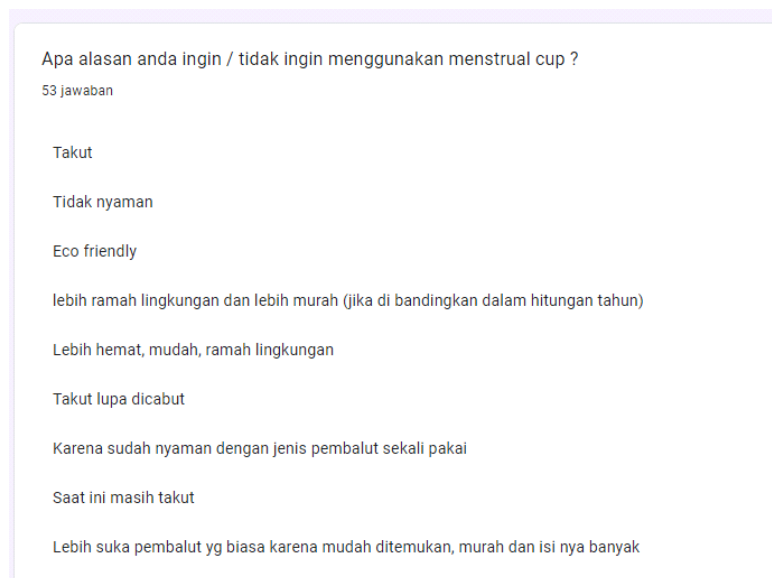 Apa alasan anda ingin / tidak ingin menggunakan menstrual cup ?
53 jawaban
Takut
Tidak nyaman
Eco friendly
lebih ramah lingkungan dan lebih murah (jika di bandingkan dalam hitungan tahun)
Lebih hemat, mudah, ramah lingkungan
Takut lupa dicabut
Karena sudah nyaman dengan jenis pembalut sekali pakai
Saat ini masih takut
Lebih suka pembalut yg biasa karena mudah ditemukan, murah dan isi nya banyak